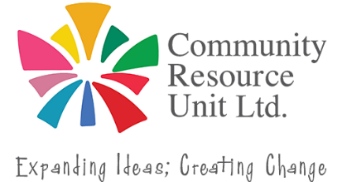 Community
Resource
Unit Ltd.
Expanding Ideas; Creating Change